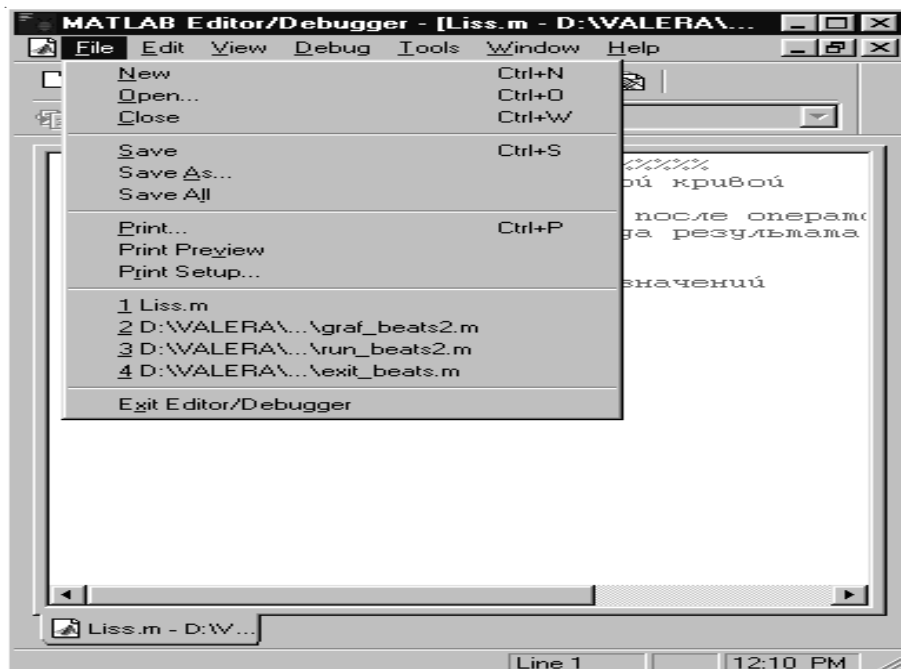 MATLAB Editor/Debugger - [Liss.m - D:\VALERA\...
File Edit View Debug Tools Window Help
New Ctrl+N
Open... Ctrl+O
Close Ctrl+W
Save Ctrl+S
Save As...
Save All
Print... Ctrl+P
Print Preview
Print Setup...
1 Liss.m
2 D:\VALERA\...\graf_beats2.m
3 D:\VALERA\...\run_beats2.m
4 D:\VALERA\...\exit_beats.m
Exit Editor/Debugger
%%%%%
ой кривой
после операт
да результата
значений
Liss.m - D:\V...
Line 1 12:10 PM